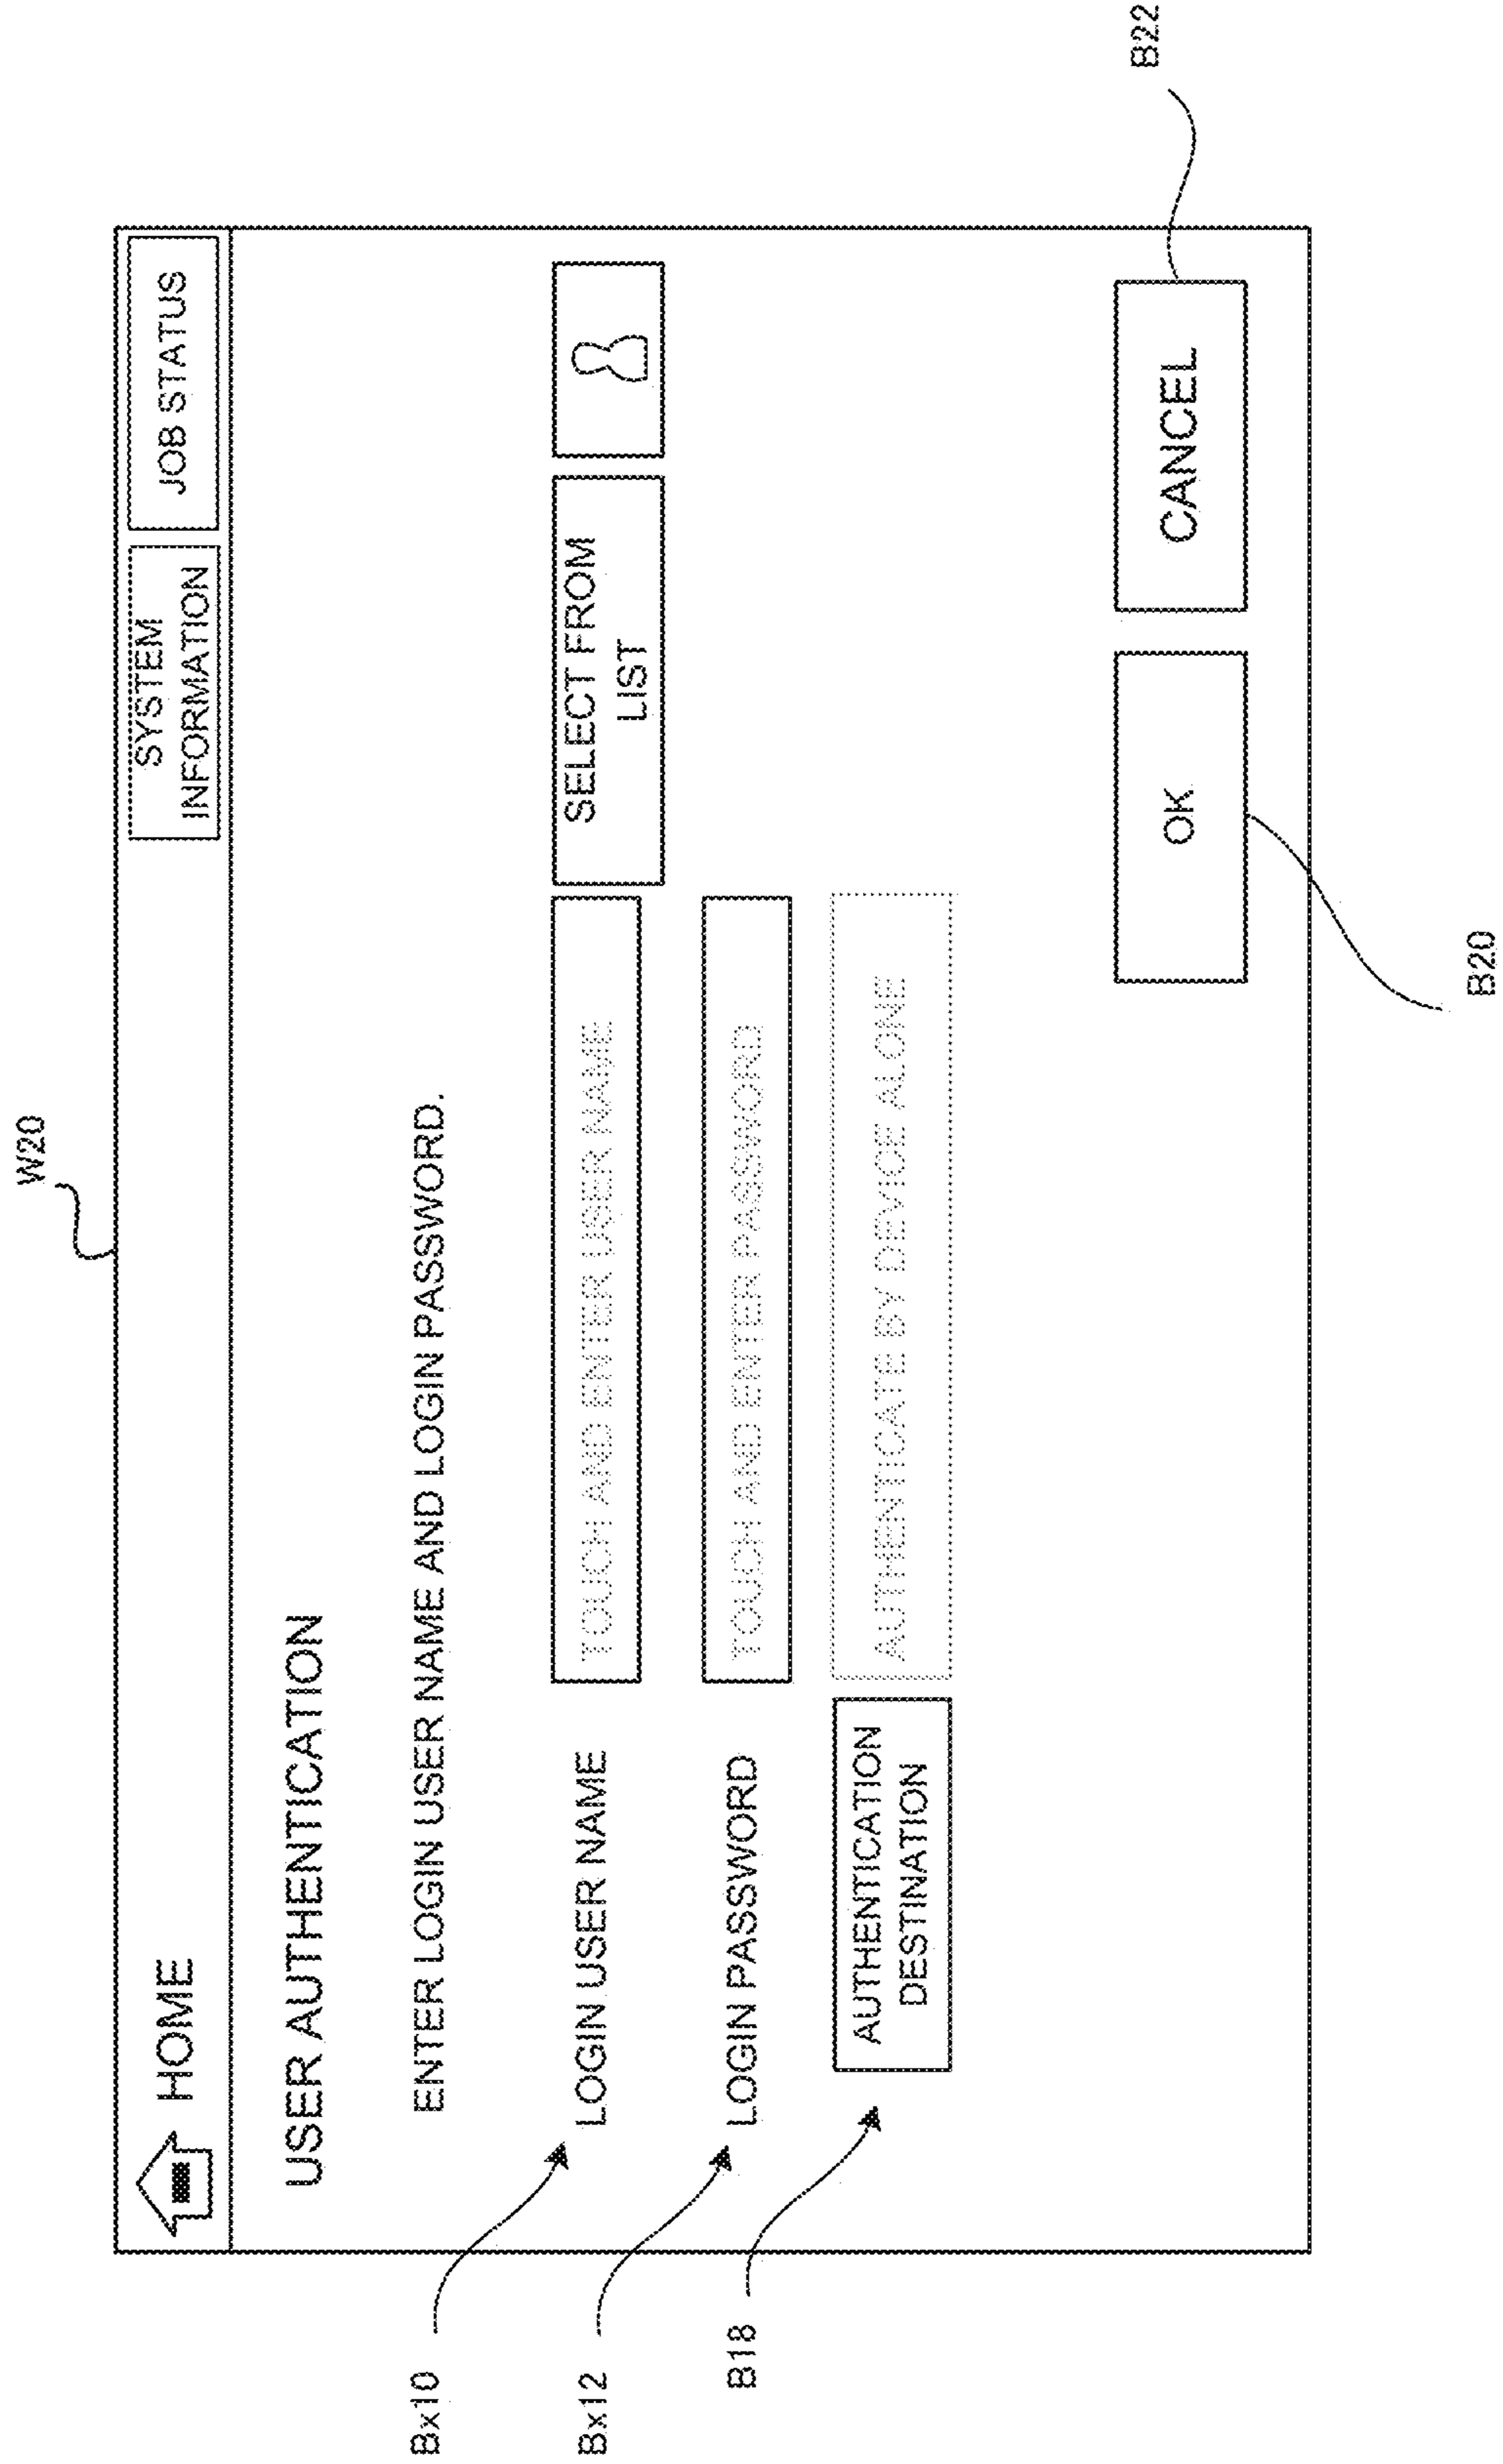 W20
HOME
SYSTEM
INFORMATION
JOB STATUS
USER AUTHENTICATION
ENTER LOGIN USER NAME AND LOGIN PASSWORD.
Bx10
LOGIN USER NAME
TOUCH AND ENTER USER NAME
SELECT FROM
LIST
Bx12
LOGIN PASSWORD
TOUCH AND ENTER PASSWORD
B18
AUTHENTICATION
DESTINATION
AUTHENTICATE BY DEVICE ALONE
OK
CANCEL
B20
B22